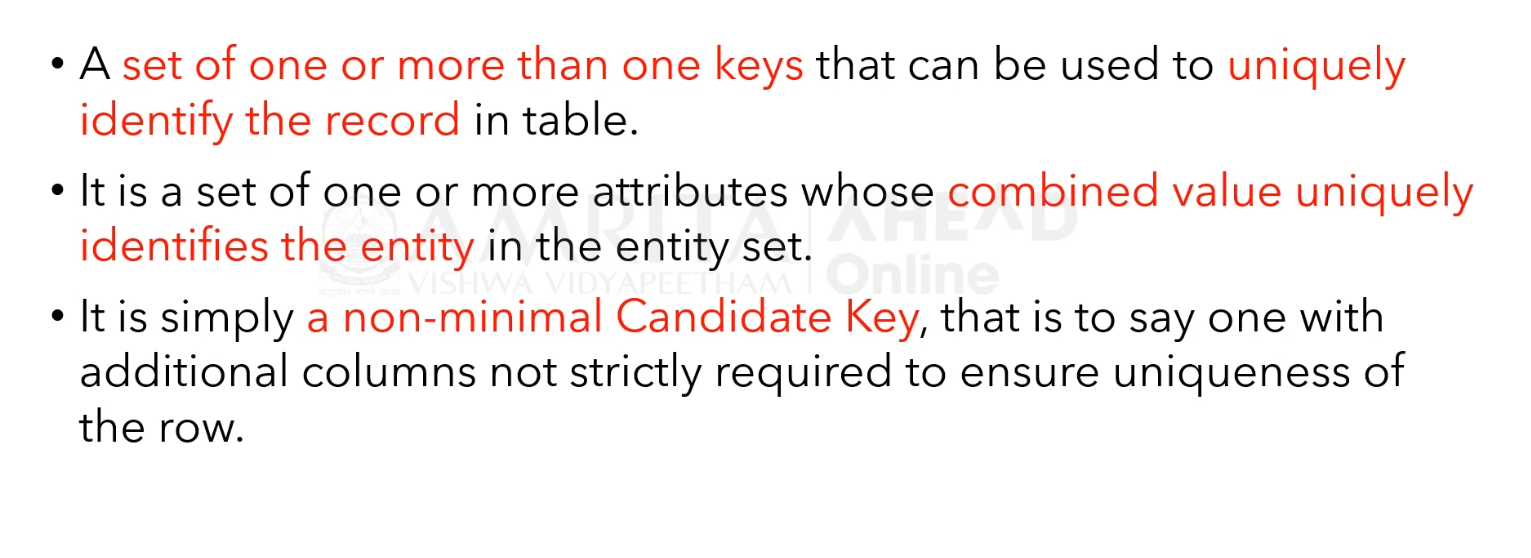 • A set of one or more than one keys that can be used to uniquely
identify the record in table.
• It is a set of one or more attributes whose combined value uniquely
identifies the entity in the entity set.
• It is simply a non-minimal Candidate Key, that is to say one with
additional columns not strictly required to ensure uniqueness of
the row.
AMRITA
VISHWA VIDYAPEETHAM
AHEAD
Online